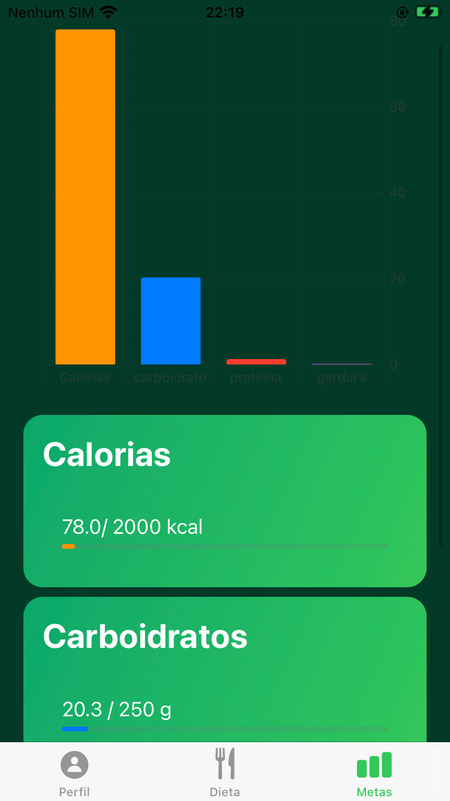 Nenhum SIM 22:19
80
60
40
20
0
Calorias carboidrato proteína gordura
Calorias
78.0/ 2000 kcal
Carboidratos
20.3 / 250 g
Perfil Dieta Metas